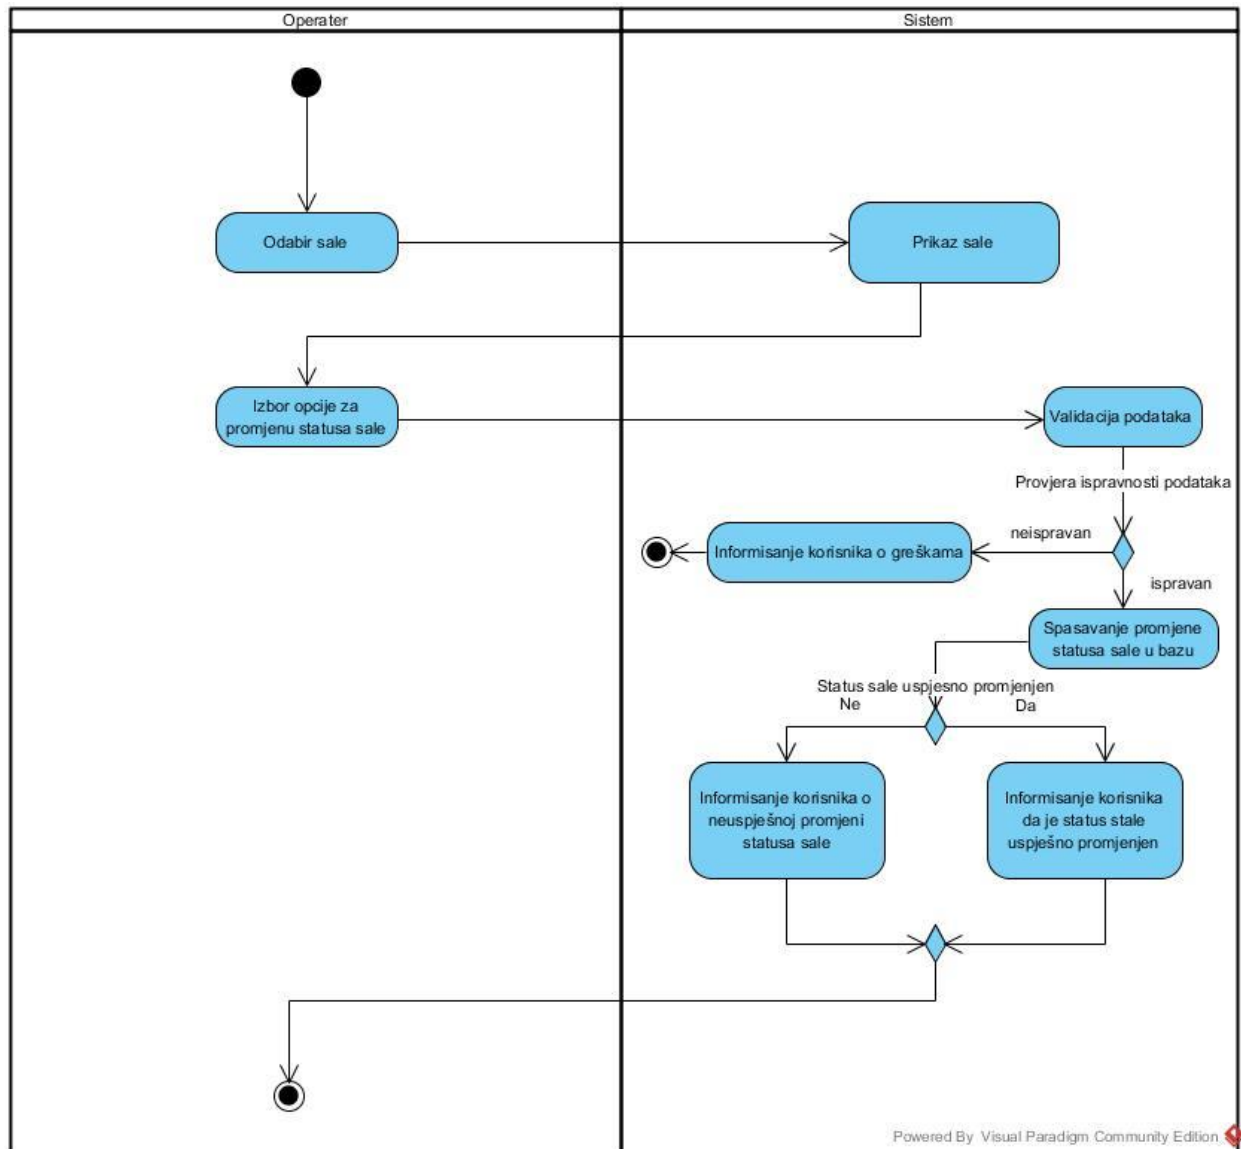 Operater
Sistem
Odabir sale
Prikaz sale
Izbor opcije za
promjenu statusa sale
Validacija podataka
Provjera ispravnosti podataka
neispravan
Informisanje korisnika o greškama
ispravan
Spasavanje promjene
statusa sale u bazu
Status sale uspjesno promjenjen
Ne
Da
Informisanje korisnika o
neuspješnoj promjeni
statusa sale
Informisanje korisnika
da je status stale
uspješno promjenjen
Powered By Visual Paradigm Community Edition